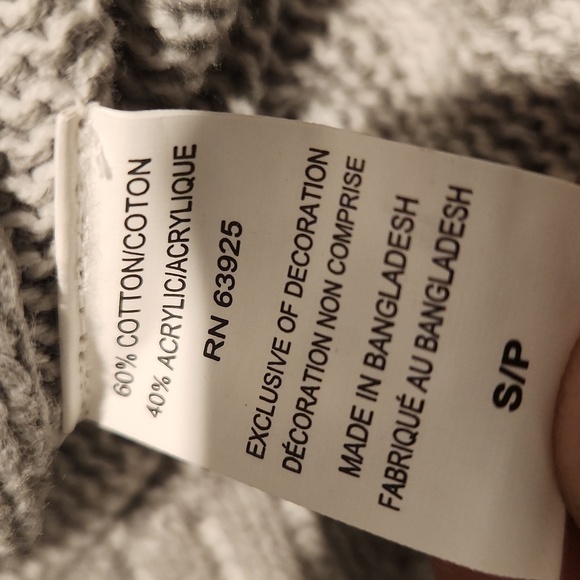 60% COTTON/COTON
40% ACRYLIC/ACRYLIQUE
RN 63925
EXCLUSIVE OF DECORATION
DÉCORATION NON COMPRISE
MADE IN BANGLADESH
FABRIQUÉ AU BANGLADESH
S/P